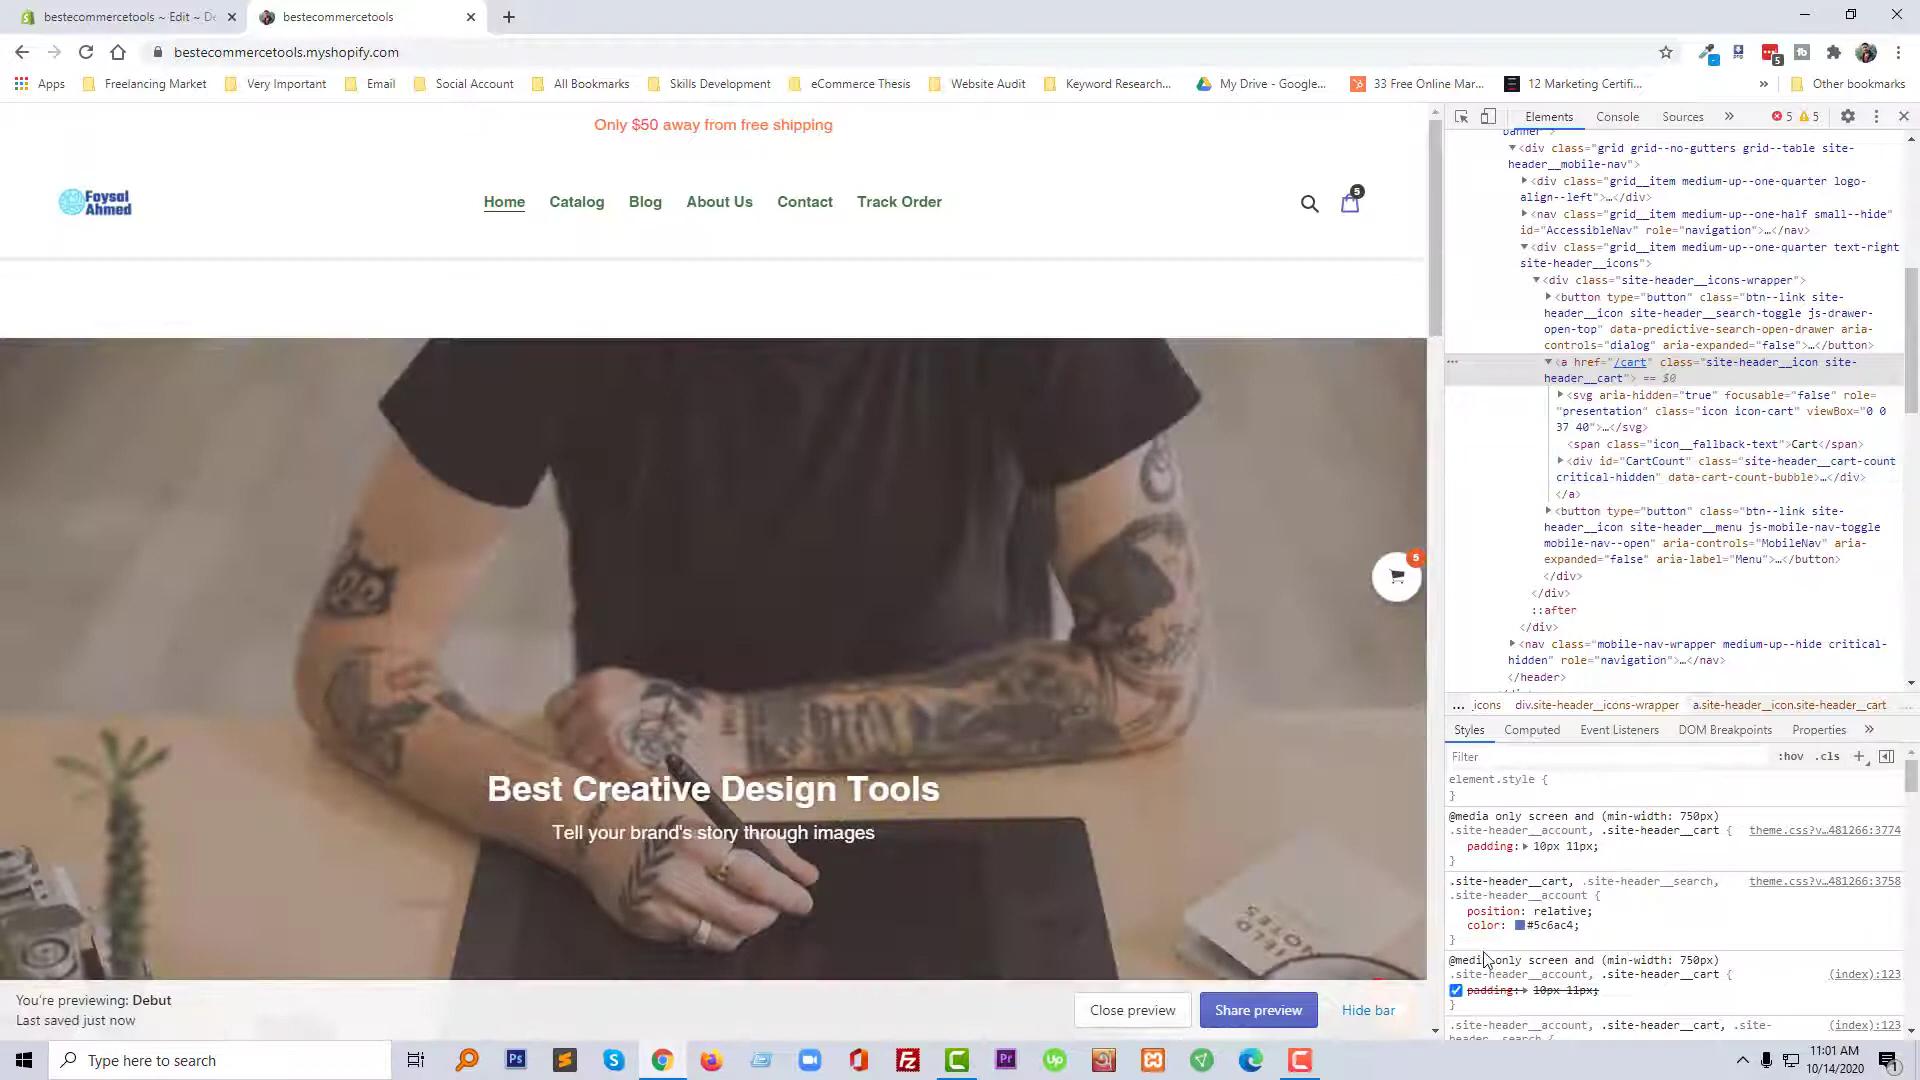 bestecommercetools ~ Edit ~ De
bestecommercetools
bestecommercetools.myshopify.com
5
Apps
Freelancing Market
Very Important
Email
Social Account
All Bookmarks
Skills Development
eCommerce Thesis
Website Audit
Keyword Research...
My Drive - Google...
33 Free Online Mar...
12 Marketing Certifi...
»
Other bookmarks
Only $50 away from free shipping
Foysal
Ahmed
Home
Catalog
Blog
About Us
Contact
Track Order
5
5
Best Creative Design Tools
Tell your brand's story through images
FIELD
NOTES
You're previewing: Debut
Last saved just now
Close preview
Share preview
Hide bar
Elements
Console
Sources
»
5
5
banner">
<div class="grid grid--no-gutters grid--table site-
header__mobile-nav">
<div class="grid__item medium-up--one-quarter logo-
align--left">…</div>
<nav class="grid__item medium-up--one-half small--hide"
id="AccessibleNav" role="navigation">…</nav>
<div class="grid__item medium-up--one-quarter text-right
site-header__icons">
<div class="site-header__icons-wrapper">
<button type="button" class="btn--link site-
header__icon site-header__search-toggle js-drawer-
open-top" data-predictive-search-open-drawer aria-
controls="dialog" aria-expanded="false">…</button>
<a href="/cart" class="site-header__icon site-
header__cart"> == $0
<svg aria-hidden="true" focusable="false" role=
"presentation" class="icon icon-cart" viewBox="0 0
37 40">…</svg>
<span class="icon__fallback-text">Cart</span>
<div id="CartCount" class="site-header__cart-count
critical-hidden" data-cart-count-bubble>…</div>
</a>
<button type="button" class="btn--link site-
header__icon site-header__menu js-mobile-nav-toggle
mobile-nav--open" aria-controls="MobileNav" aria-
expanded="false" aria-label="Menu">…</button>
</div>
</div>
::after
</div>
<nav class="mobile-nav-wrapper medium-up--hide critical-
hidden" role="navigation">…</nav>
</header>
... _icons div.site-header__icons-wrapper a.site-header__icon.site-header__cart ...
Styles
Computed
Event Listeners
DOM Breakpoints
Properties
»
Filter
:hov .cls +
element.style {
}
@media only screen and (min-width: 750px)
.site-header__account, .site-header__cart { theme.css?v…481266:3774
padding: 10px 11px;
}
.site-header__cart, .site-header__search, theme.css?v…481266:3758
.site-header__account {
position: relative;
color: #5c6ac4;
}
@media only screen and (min-width: 750px)
.site-header__account, .site-header__cart { (index):123
padding: 10px 11px;
}
.site-header__account, .site-header__cart, .site- (index):123
header__search {
Type here to search
Ps
Pr
Up
11:01 AM
10/14/2020
1